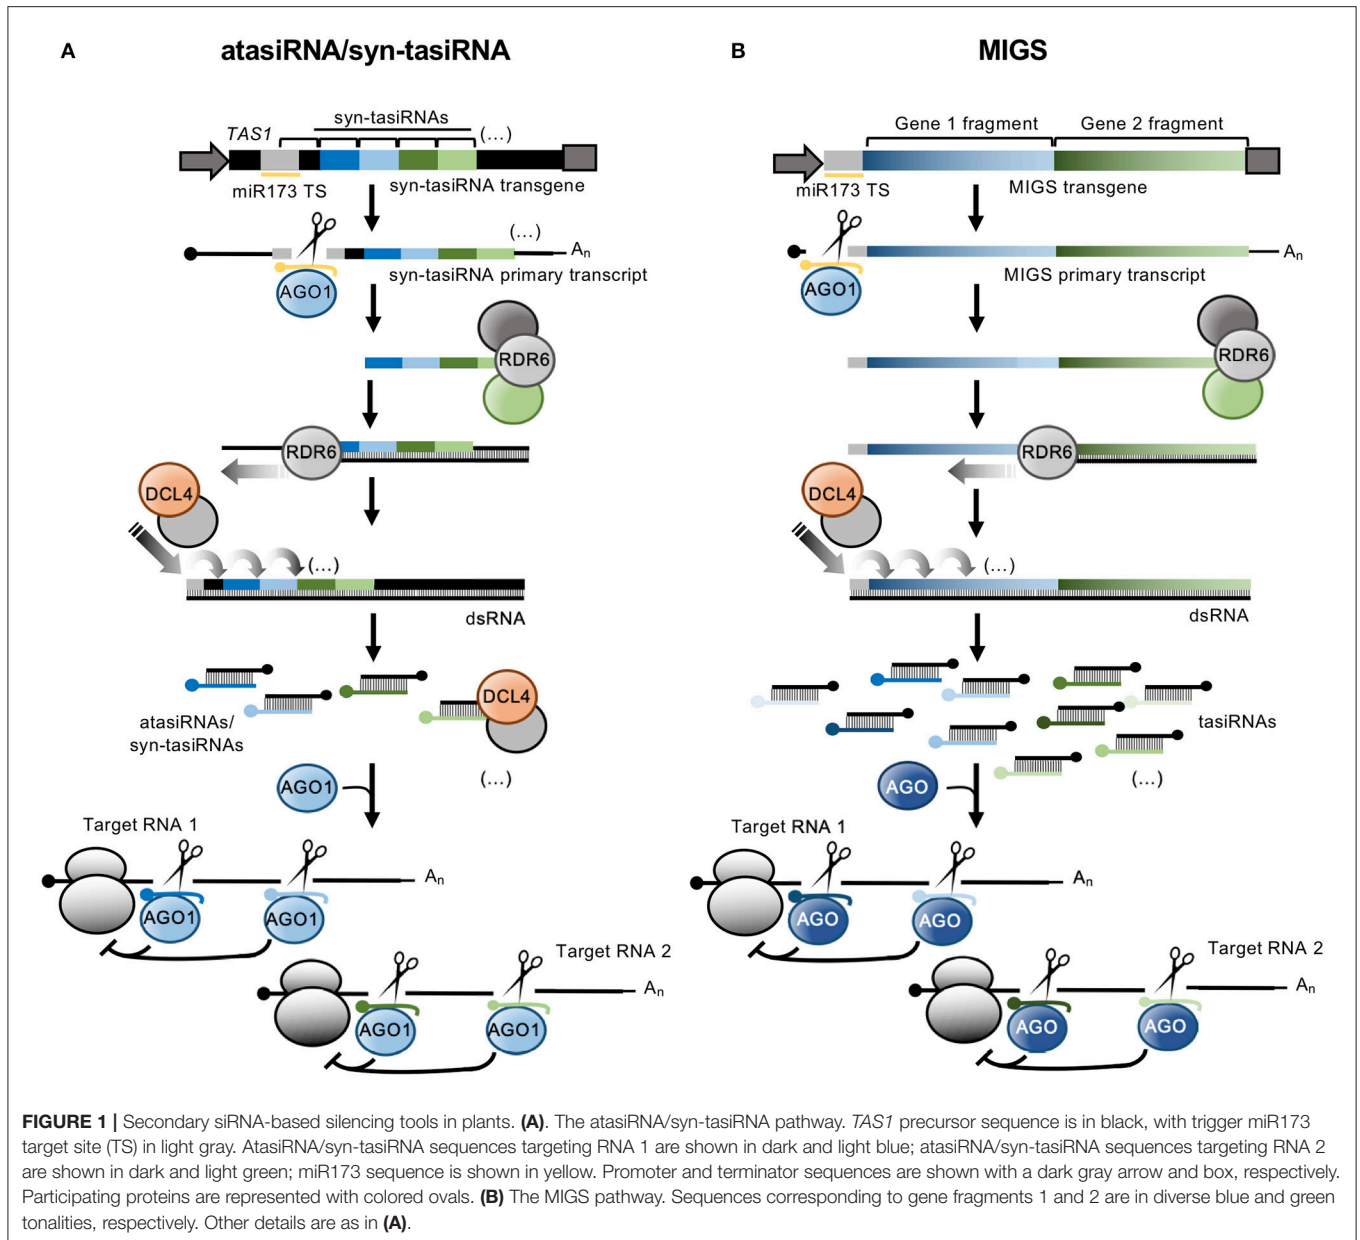 A
atasiRNA/syn-tasiRNA
syn-tasiRNAs
TAS1
(...)
miR173 TS
syn-tasiRNA transgene
(...)
An
AGO1
syn-tasiRNA primary transcript
RDR6
RDR6
DCL4
(...)
dsRNA
DCL4
atasiRNAs/
syn-tasiRNAs
AGO1
(...)
Target RNA 1
An
AGO1
AGO1
Target RNA 2
An
AGO1
AGO1
B
MIGS
Gene 1 fragment
Gene 2 fragment
miR173 TS
MIGS transgene
An
AGO1
MIGS primary transcript
RDR6
RDR6
DCL4
(...)
dsRNA
tasiRNAs
AGO
(...)
Target RNA 1
An
AGO
AGO
Target RNA 2
An
AGO
AGO
FIGURE 1 | Secondary siRNA-based silencing tools in plants. (A). The atasiRNA/syn-tasiRNA pathway. TAS1 precursor sequence is in black, with trigger miR173
target site (TS) in light gray. AtasiRNA/syn-tasiRNA sequences targeting RNA 1 are shown in dark and light blue; atasiRNA/syn-tasiRNA sequences targeting RNA 2
are shown in dark and light green; miR173 sequence is shown in yellow. Promoter and terminator sequences are shown with a dark gray arrow and box, respectively.
Participating proteins are represented with colored ovals. (B) The MIGS pathway. Sequences corresponding to gene fragments 1 and 2 are in diverse blue and green
tonalities, respectively. Other details are as in (A).